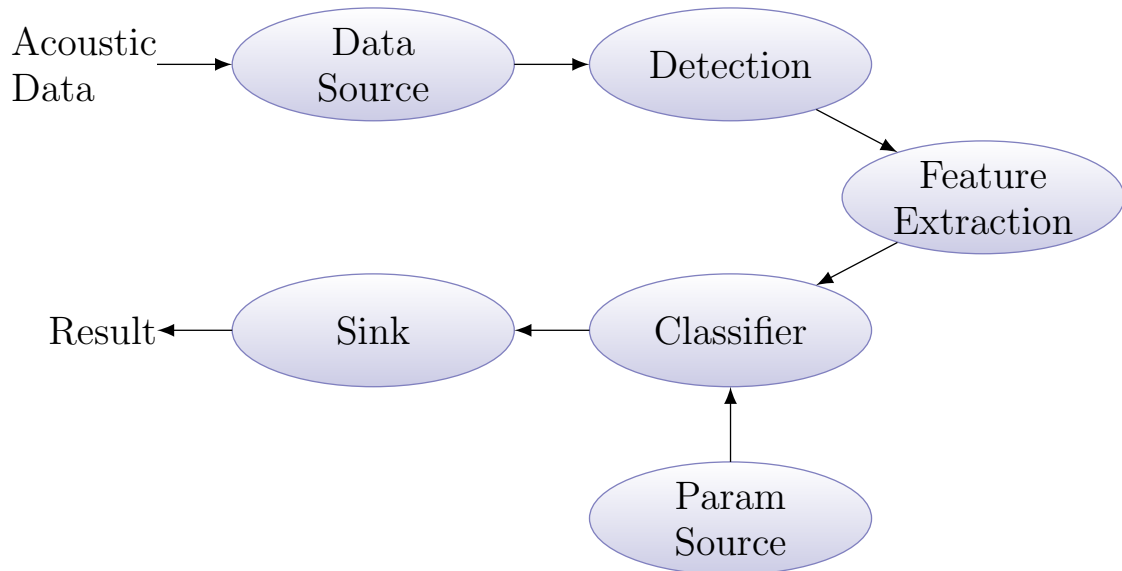 Acoustic
Data
Data
Source
Detection
Feature
Extraction
Classifier
Sink
Result
Param
Source